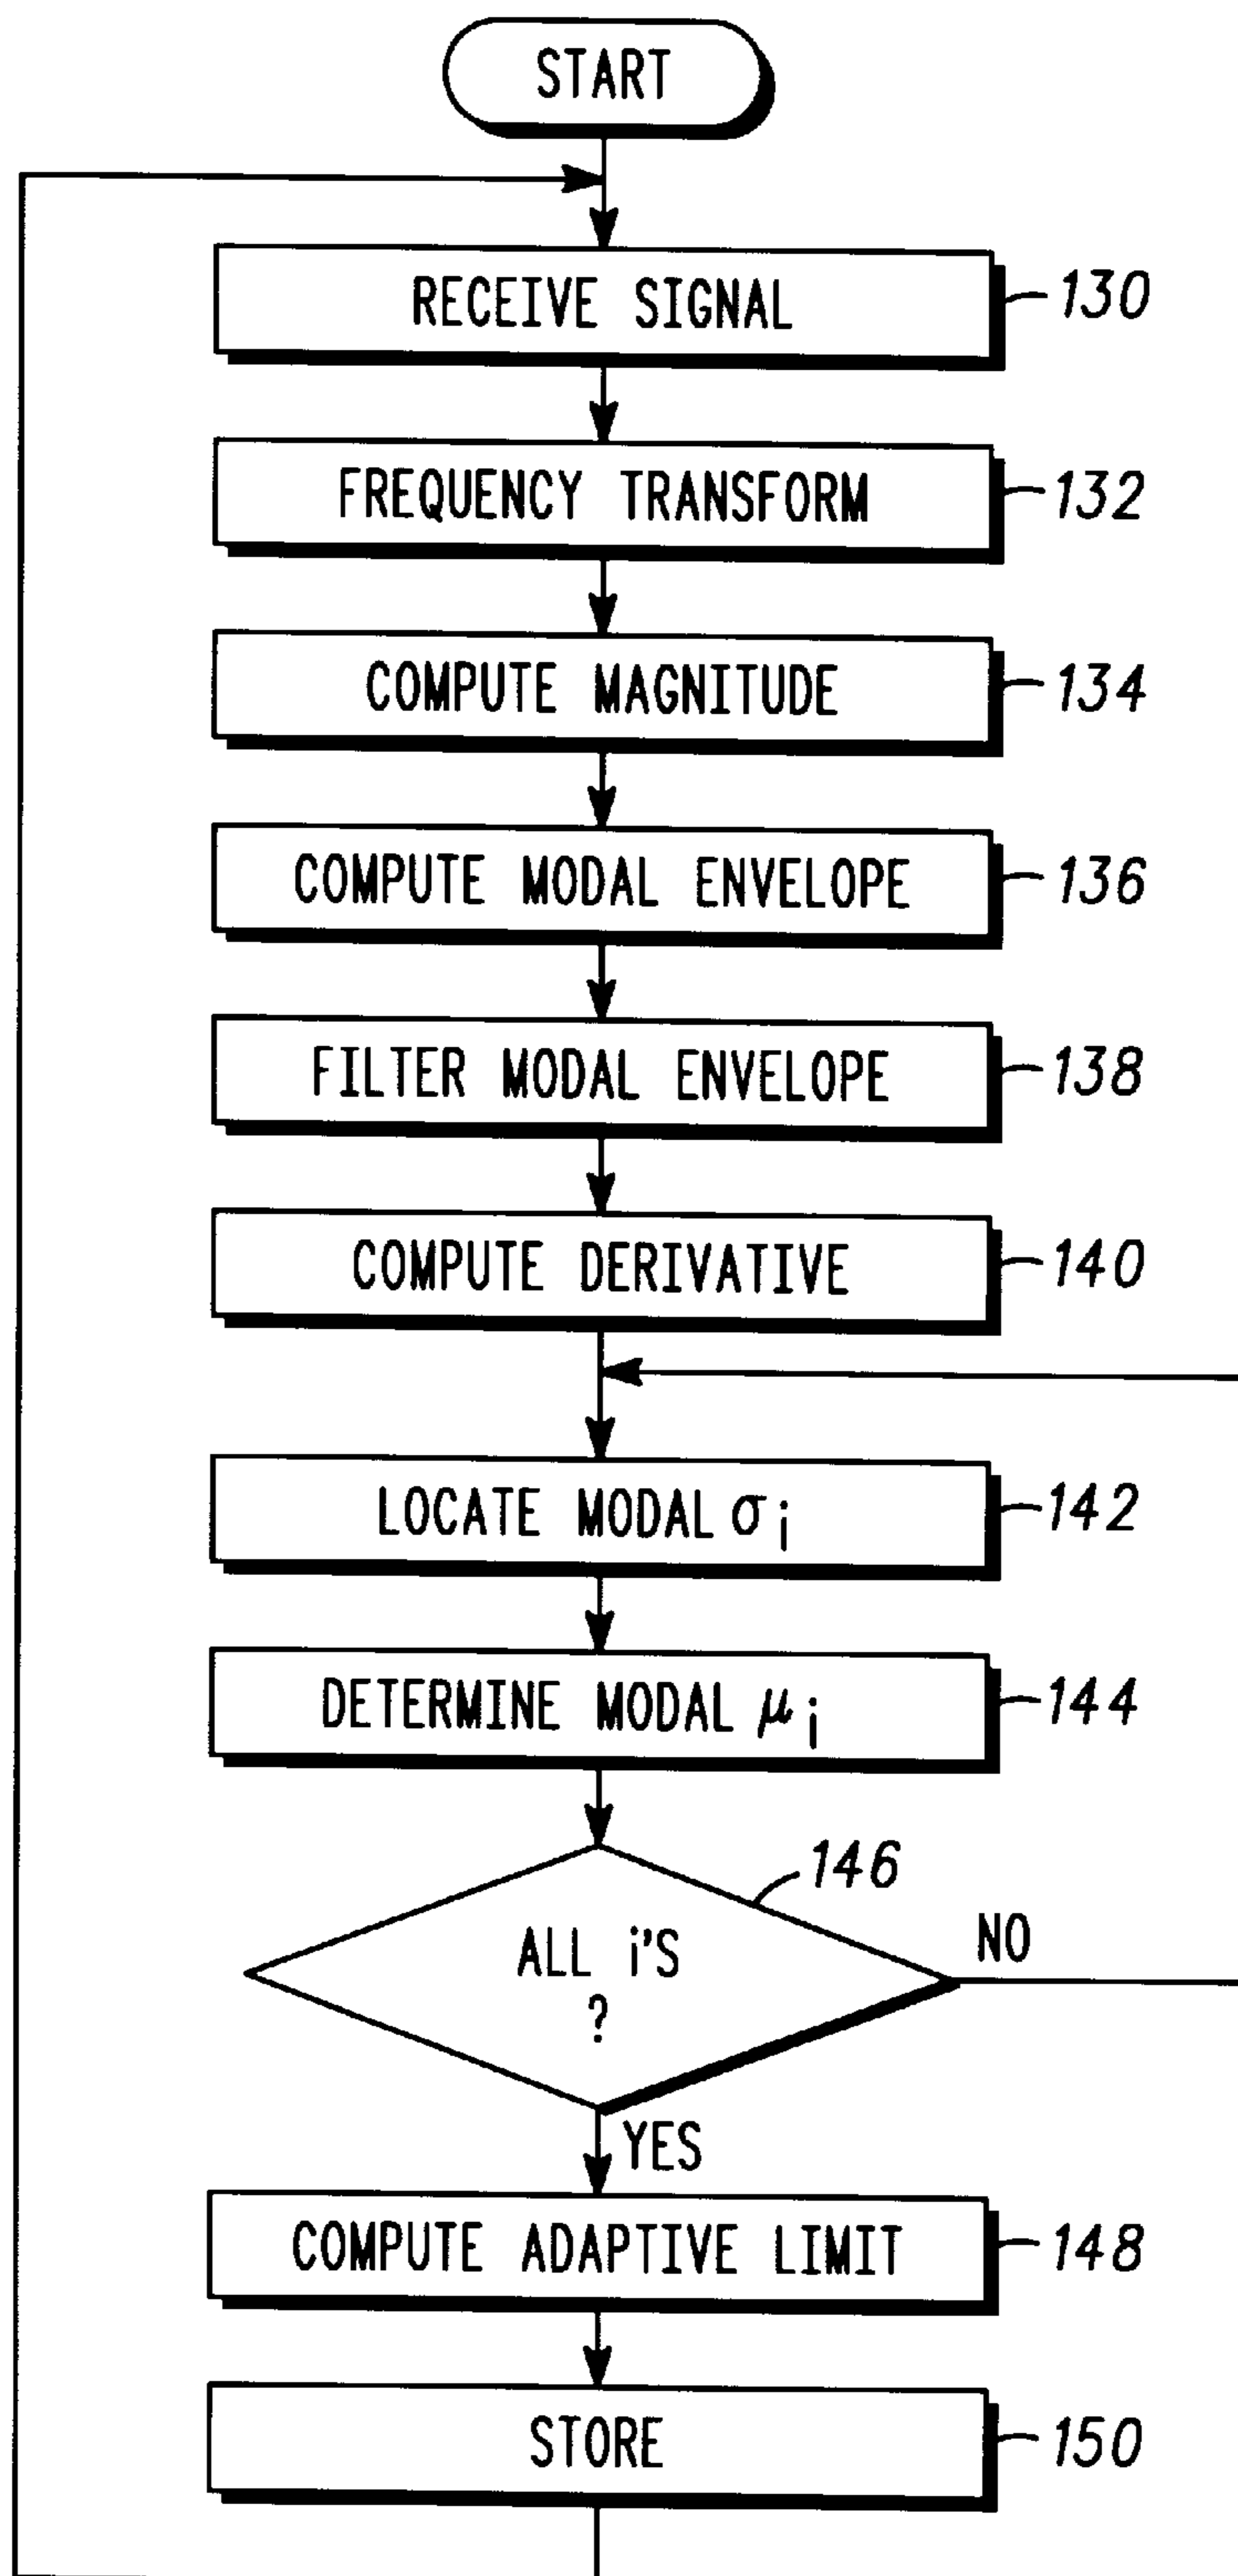 START
RECEIVE SIGNAL
130
FREQUENCY TRANSFORM
132
COMPUTE MAGNITUDE
134
COMPUTE MODAL ENVELOPE
136
FILTER MODAL ENVELOPE
138
COMPUTE DERIVATIVE
140
LOCATE MODAL σi
142
DETERMINE MODAL μi
144
146
ALL i'S
?
NO
YES
COMPUTE ADAPTIVE LIMIT
148
STORE
150